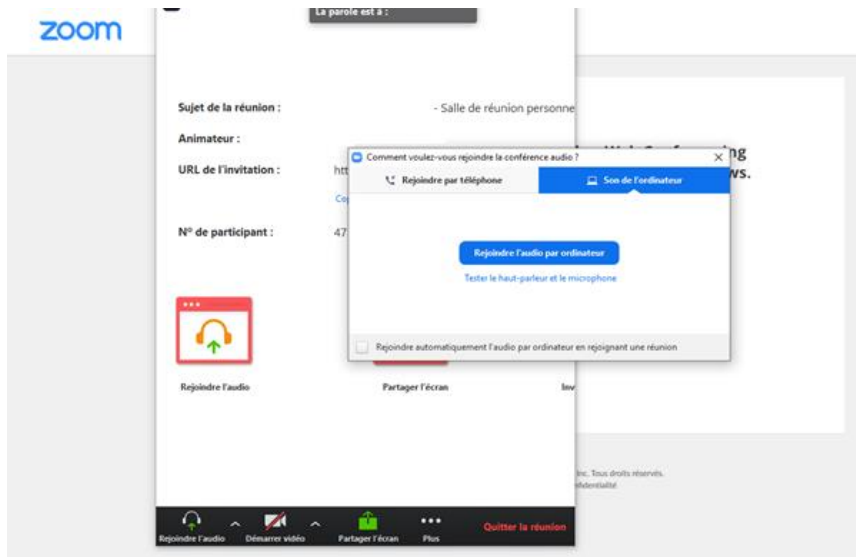 zoom
La parole est à :
Sujet de la réunion :
- Salle de réunion personne
Animateur :
URL de l'invitation :
htt
N° de participant :
47
Comment voulez-vous rejoindre la conférence audio ?
Rejoindre par téléphone
Son de l'ordinateur
Rejoindre l'audio par ordinateur
Tester le haut-parleur et le microphone
Rejoindre automatiquement l'audio par ordinateur en rejoignant une réunion
ng
ws.
Rejoindre l'audio
Partager l'écran
Inv
Inc. Tous droits réservés.
Rejoindre l'audio
Démarrer vidéo
Partager l'écran
Plus
Quitter la réunion